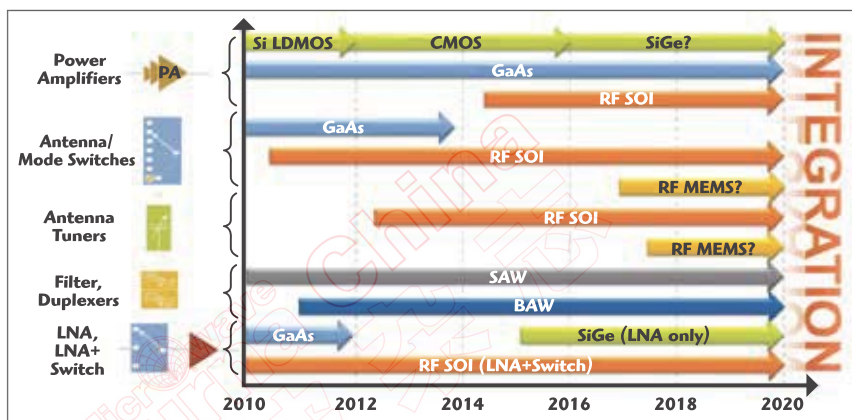 Si LDMOS
CMOS
SiGe?
Power
Amplifiers
PA
GaAs
RF SOI
Antenna/
Mode Switches
GaAs
RF SOI
RF MEMS?
Antenna
Tuners
RF SOI
RF MEMS?
Filter,
Duplexers
SAW
BAW
LNA,
LNA+
Switch
GaAs
SiGe (LNA only)
RF SOI (LNA+Switch)
2010 2012 2014 2016 2018 2020
INTEGRATION
China